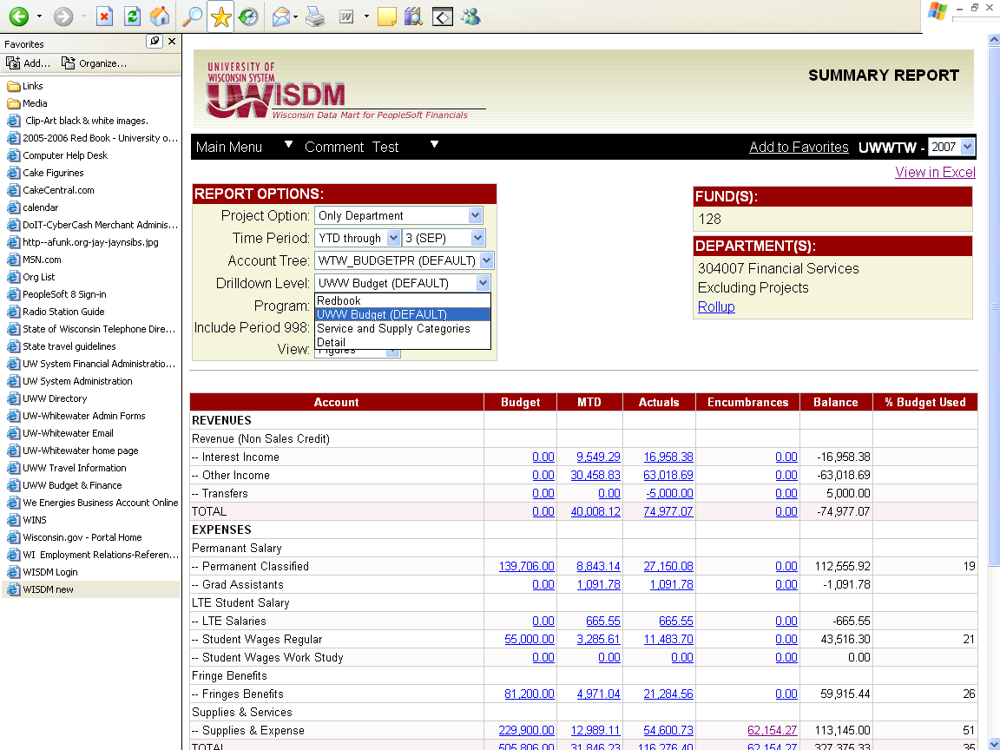 Favorites
Add... Organize...
Links
Media
Clip-Art black & white images.
2005-2006 Red Book - University o...
Computer Help Desk
Cake Figurines
CakeCentral.com
calendar
DoIT-CyberCash Merchant Adminis...
http--afunk.org-jay-jaynsibs.jpg
MSN.com
Org List
PeopleSoft 8 Sign-in
Radio Station Guide
State of Wisconsin Telephone Dire...
State travel guidelines
UW System Financial Administratio...
UW System Administration
UWW Directory
UW-Whitewater Admin Forms
UW-Whitewater Email
UW-Whitewater home page
UWW Travel Information
UWW Budget & Finance
We Energies Business Account Online
WINS
Wisconsin.gov - Portal Home
WI Employment Relations-Referen...
WISDM Login
WISDM new
UNIVERSITY OF
WISCONSIN SYSTEM
UWISDM
Wisconsin Data Mart for PeopleSoft Financials
SUMMARY REPORT
Main Menu Comment Test Add to Favorites UWWTW - 2007
View in Excel
REPORT OPTIONS:
Project Option: Only Department
Time Period: YTD through 3 (SEP)
Account Tree: WTW_BUDGETPR (DEFAULT)
Drilldown Level: UWW Budget (DEFAULT)
Redbook
Program:
UWW Budget (DEFAULT)
Include Period 998:
Service and Supply Categories
Detail
View: Figures
FUND(S):
128
DEPARTMENT(S):
304007 Financial Services
Excluding Projects
Rollup
Account Budget MTD Actuals Encumbrances Balance % Budget Used
REVENUES
Revenue (Non Sales Credit)
-- Interest Income 0.00 9,549.29 16,958.38 0.00 -16,958.38
-- Other Income 0.00 30,458.83 63,018.69 0.00 -63,018.69
-- Transfers 0.00 0.00 -5,000.00 0.00 5,000.00
TOTAL 0.00 40,008.12 74,977.07 0.00 -74,977.07
EXPENSES
Permanant Salary
-- Permanent Classified 139,706.00 8,843.14 27,150.08 0.00 112,555.92 19
-- Grad Assistants 0.00 1,091.78 1,091.78 0.00 -1,091.78
LTE Student Salary
-- LTE Salaries 0.00 665.55 665.55 0.00 -665.55
-- Student Wages Regular 55,000.00 3,285.61 11,483.70 0.00 43,516.30 21
-- Student Wages Work Study 0.00 0.00 0.00 0.00 0.00
Fringe Benefits
-- Fringes Benefits 81,200.00 4,971.04 21,284.56 0.00 59,915.44 26
Supplies & Services
-- Supplies & Expense 229,900.00 12,989.11 54,600.73 62,154.27 113,145.00 51
TOTAL 505,806.00 31,846.23 116,276.40 62,154.27 327,375.33 35